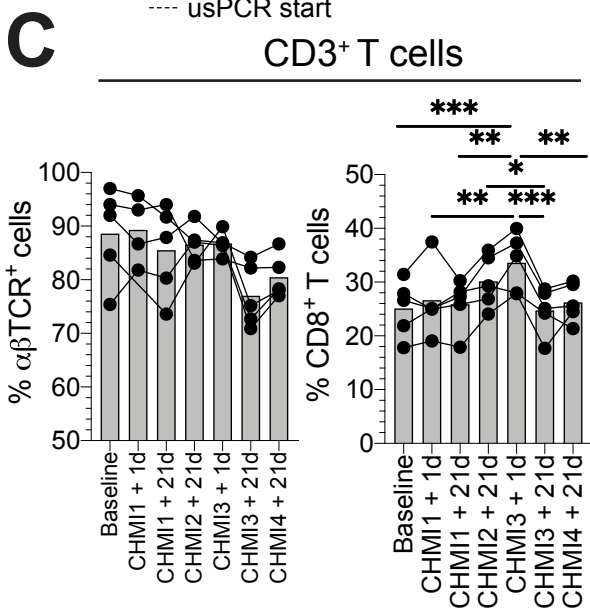 ---- usPCR start
C
CD3⁺ T cells
% αβTCR⁺ cells
100
90
80
70
60
50
Baseline
CHMI1 + 1d
CHMI1 + 21d
CHMI2 + 21d
CHMI3 + 1d
CHMI3 + 21d
CHMI4 + 21d
***
** **
*
** ***
% CD8⁺ T cells
50
40
30
20
10
0
Baseline
CHMI1 + 1d
CHMI1 + 21d
CHMI2 + 21d
CHMI3 + 1d
CHMI3 + 21d
CHMI4 + 21d